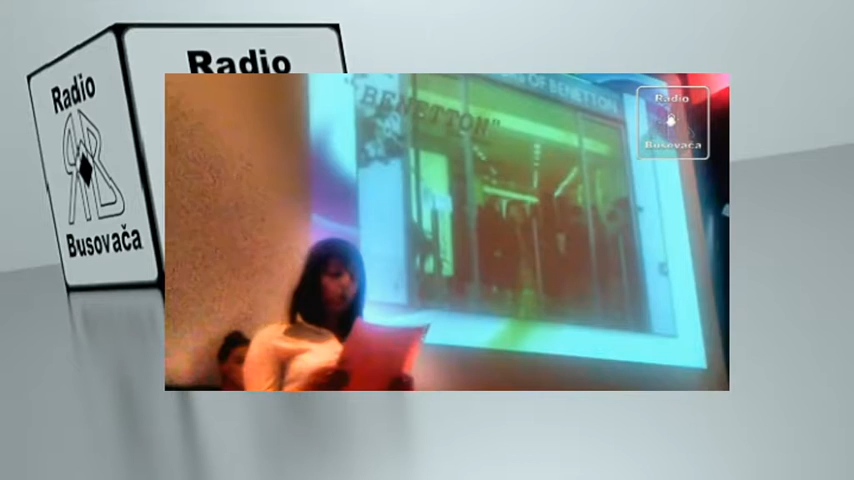 Radio
Busovača
Radio
"BENETTON"
OF BENETTON
Radio
Busovača